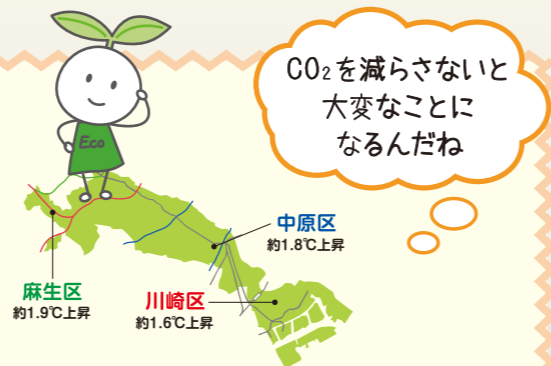 CO₂を減らさないと
大変なことに
なるんだね
Eco
中原区
約1.8℃上昇
麻生区
約1.9℃上昇
川崎区
約1.6℃上昇